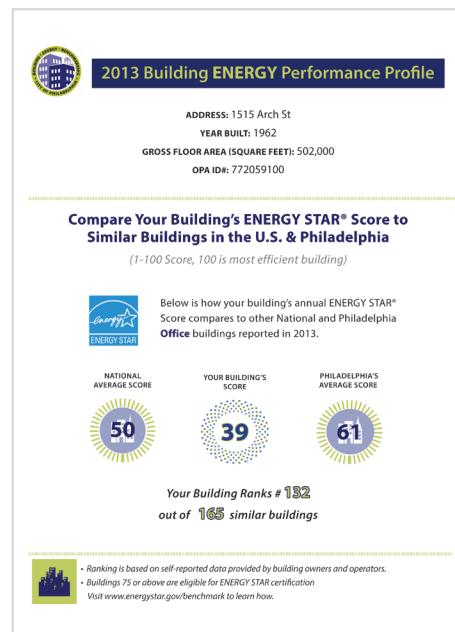 2013 Building ENERGY Performance Profile
ADDRESS: 1515 Arch St
YEAR BUILT: 1962
GROSS FLOOR AREA (SQUARE FEET): 502,000
OPA ID#: 772059100
Compare Your Building's ENERGY STAR® Score to
Similar Buildings in the U.S. & Philadelphia
(1-100 Score, 100 is most efficient building)
energy
ENERGY STAR
Below is how your building's annual ENERGY STAR®
Score compares to other National and Philadelphia
Office buildings reported in 2013.
NATIONAL
AVERAGE SCORE
50
YOUR BUILDING'S
SCORE
39
PHILADELPHIA'S
AVERAGE SCORE
61
Your Building Ranks # 132
out of 165 similar buildings
• Ranking is based on self-reported data provided by building owners and operators.
• Buildings 75 or above are eligible for ENERGY STAR certification
Visit www.energystar.gov/benchmark to learn how.